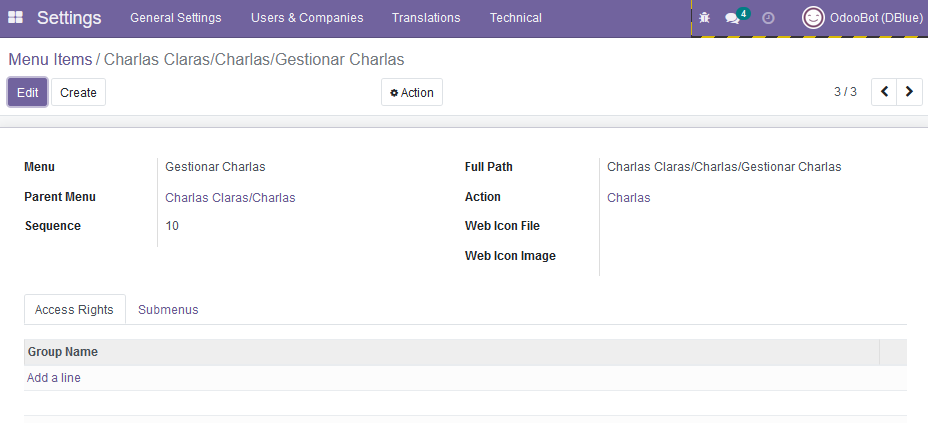 Settings General Settings Users & Companies Translations Technical 4 OdooBot (DBlue)
Menu Items / Charlas Claras/Charlas/Gestionar Charlas
Edit Create Action 3 / 3
Menu Gestionar Charlas Full Path Charlas Claras/Charlas/Gestionar Charlas
Parent Menu Charlas Claras/Charlas Action Charlas
Sequence 10 Web Icon File
Web Icon Image
Access Rights Submenus
Group Name
Add a line